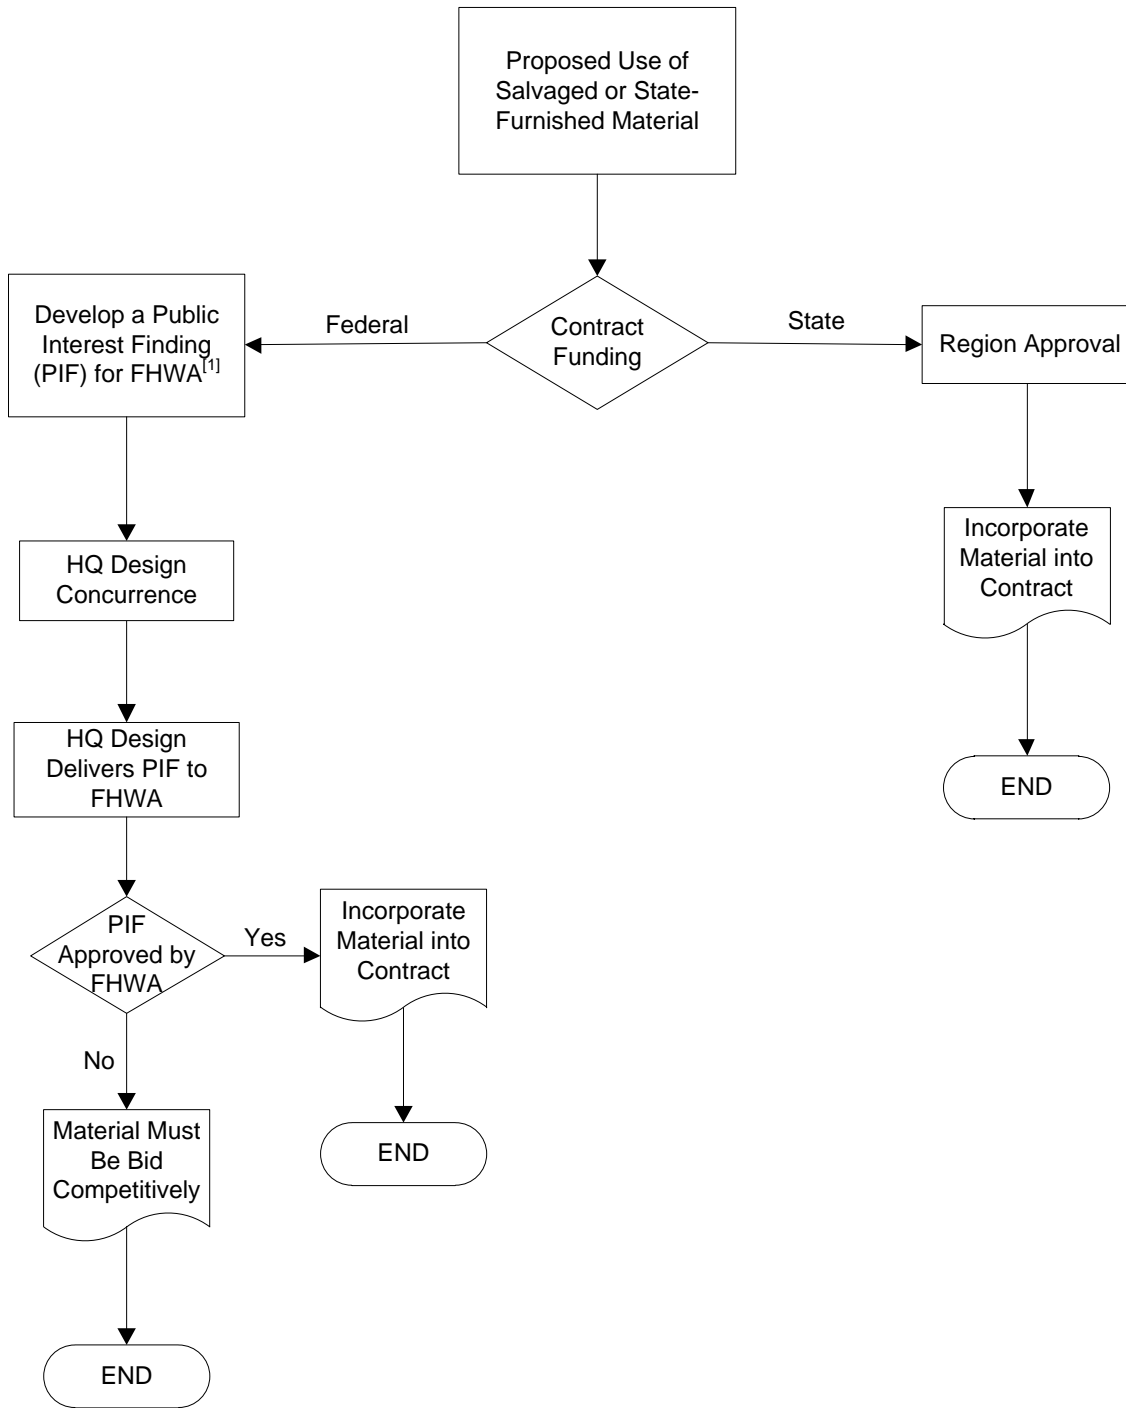 Proposed Use of
Salvaged or State-
Furnished Material
Develop a Public
Interest Finding
(PIF) for FHWA[1]
Federal
Contract
Funding
State
Region Approval
HQ Design
Concurrence
Incorporate
Material into
Contract
HQ Design
Delivers PIF to
FHWA
END
PIF
Approved by
FHWA
Yes
Incorporate
Material into
Contract
No
Material Must
Be Bid
Competitively
END
END